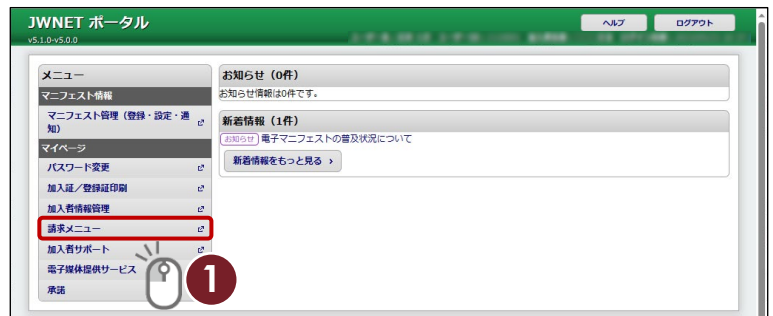 JWNET ポータル
v5.1.0-v5.0.0
ヘルプ
ログアウト
メニュー
マニフェスト情報
マニフェスト管理（登録・設定・通
知）
マイページ
パスワード変更
加入証／登録証印刷
加入者情報管理
請求メニュー
加入者サポート
電子媒体提供サービス
承諾
1
お知らせ（0件）
お知らせ情報は0件です。
新着情報（1件）
お知らせ 電子マニフェストの普及状況について
新着情報をもっと見る ›